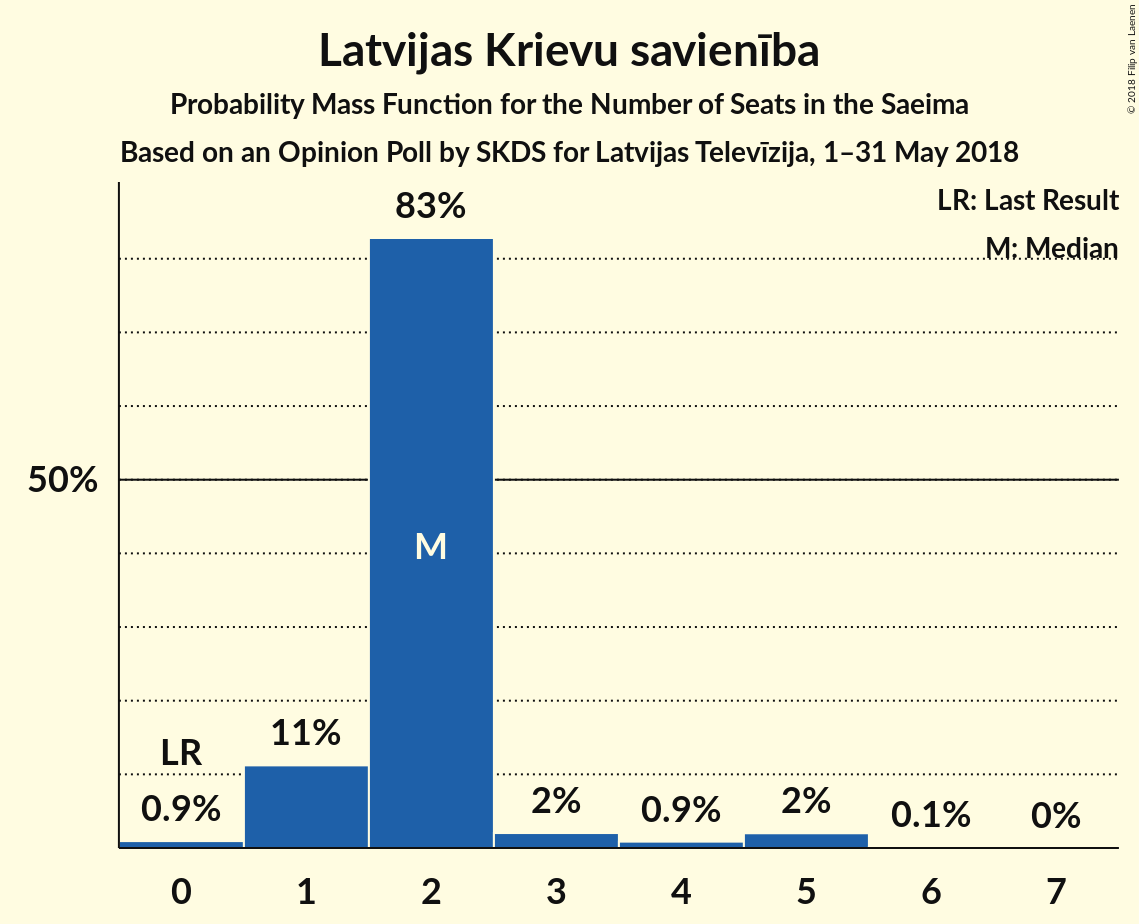 Latvijas Krievu savienība
Probability Mass Function for the Number of Seats in the Saeima
Based on an Opinion Poll by SKDS for Latvijas Televīzija, 1–31 May 2018
© 2018 Filip van Laenen
LR: Last Result
M: Median
83%
50%
M
LR
11%
0.9%
2%
0.9%
2%
0.1%
0%
0 1 2 3 4 5 6 7